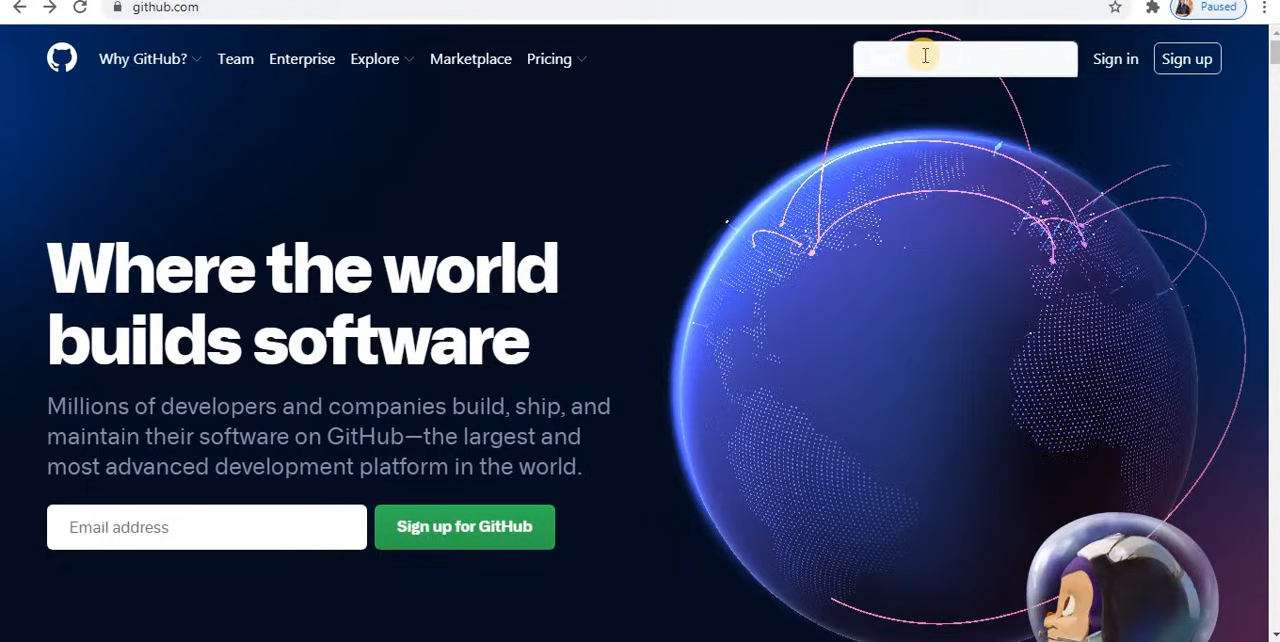 github.com
Paused
Why GitHub? Team Enterprise Explore Marketplace Pricing
Sign in
Sign up
Where the world
builds software
Millions of developers and companies build, ship, and
maintain their software on GitHub—the largest and
most advanced development platform in the world.
Email address
Sign up for GitHub